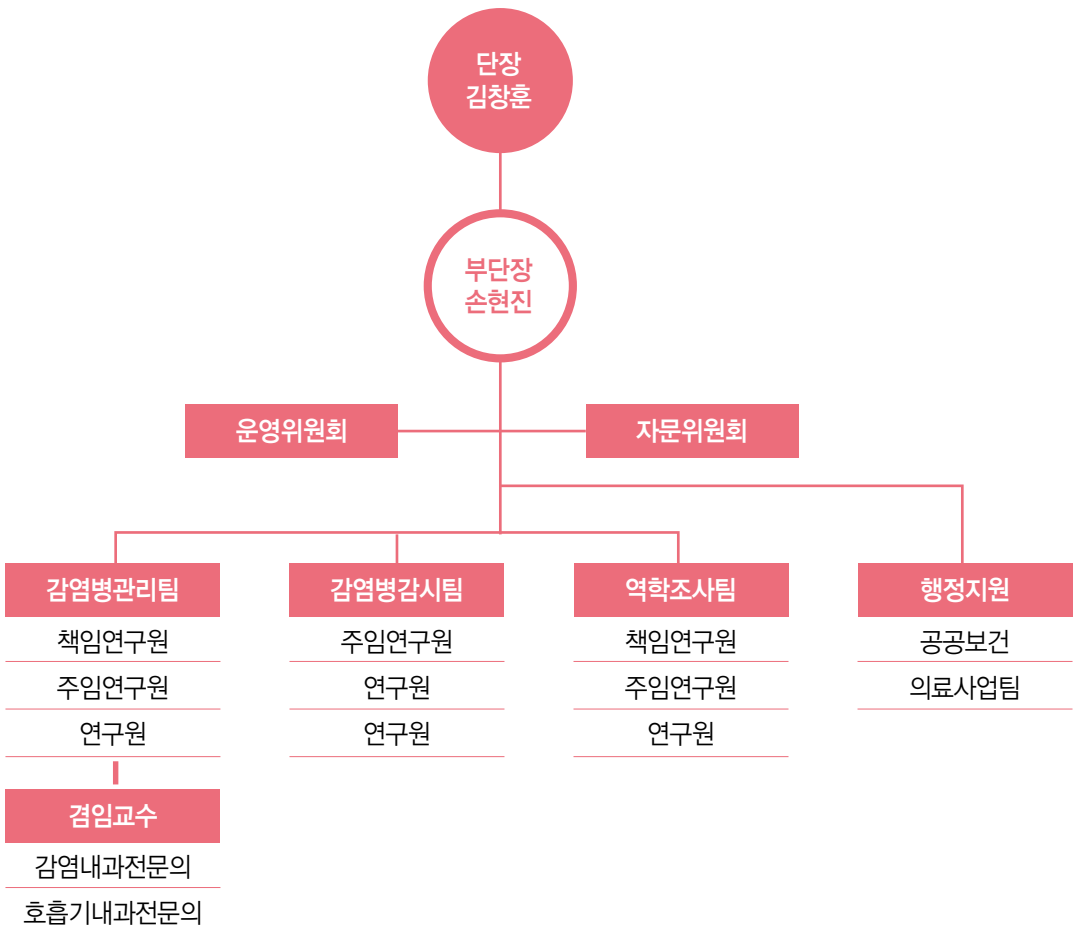 단장
김창훈
부단장
손현진
운영위원회
자문위원회
감염병관리팀
책임연구원
주임연구원
연구원
겸임교수
감염내과전문의
호흡기내과전문의
감염병감시팀
주임연구원
연구원
연구원
역학조사팀
책임연구원
주임연구원
연구원
행정지원
공공보건
의료사업팀